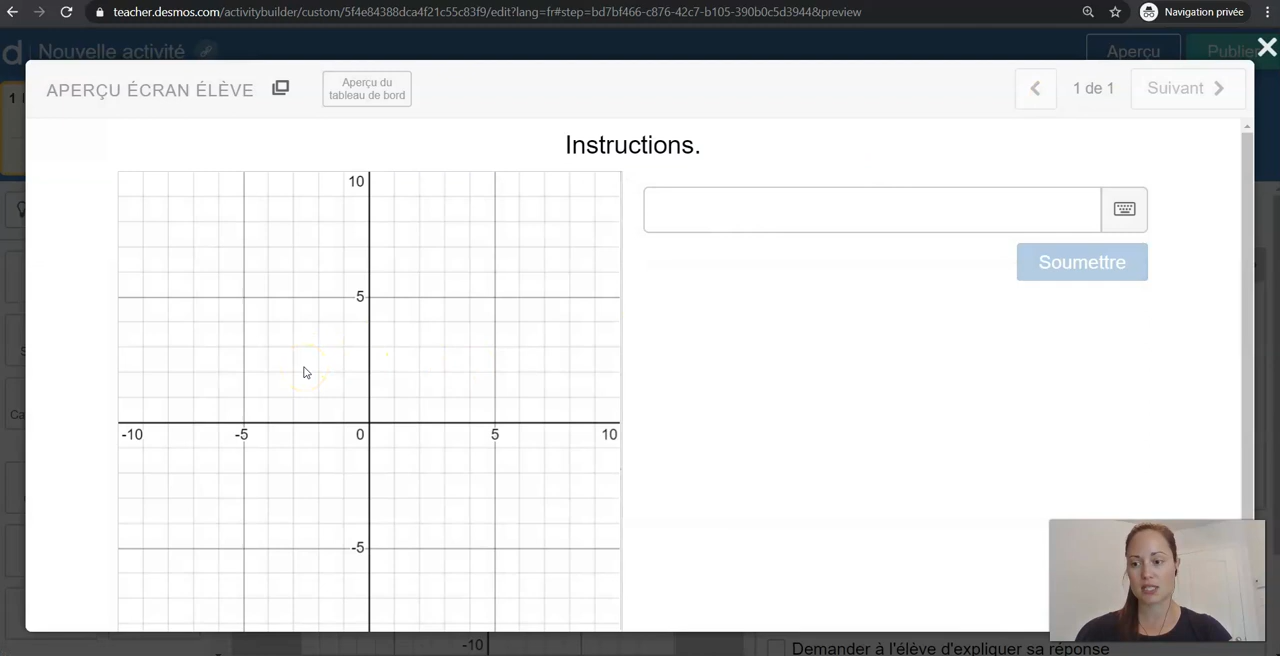 teacher.desmos.com/activitybuilder/custom/5f4e84388dca4f21c55c83f9/edit?lang=fr#step=bd7bf466-c876-42c7-b105-390b0c5d3944&preview
Navigation privée
d Nouvelle activité
Aperçu
Publier
APERÇU ÉCRAN ÉLÈVE
Aperçu du
tableau de bord
1 de 1
Suivant
1
Instructions.
10
5
-10
-5
0
5
10
-5
Soumettre
Ca
-10
Demander à l'élève d'expliquer sa réponse